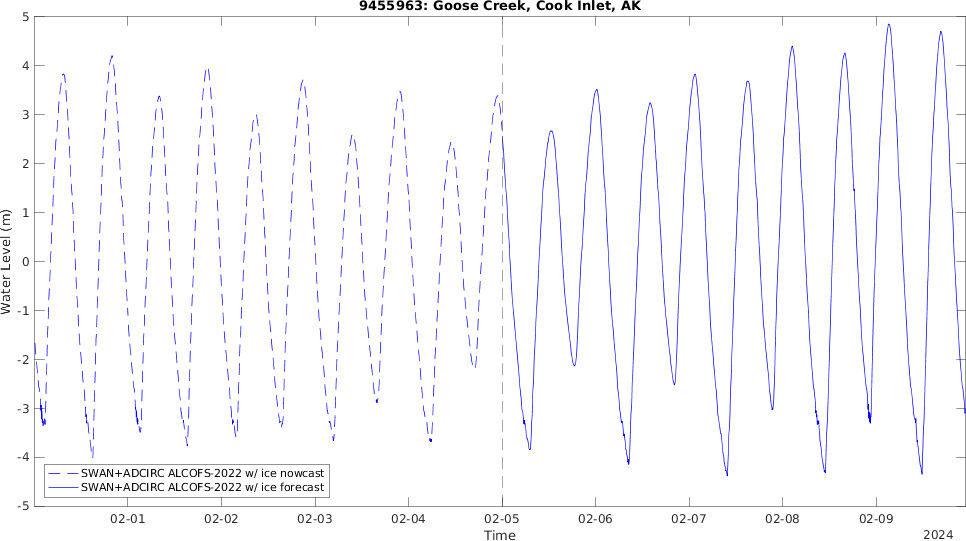 9455963: Goose Creek, Cook Inlet, AK
5
4
3
2
1
0
-1
-2
-3
-4
-5
Water Level (m)
SWAN+ADCIRC ALCOFS-2022 w/ ice nowcast
SWAN+ADCIRC ALCOFS-2022 w/ ice forecast
02-01 02-02 02-03 02-04 02-05 02-06 02-07 02-08 02-09
Time
2024